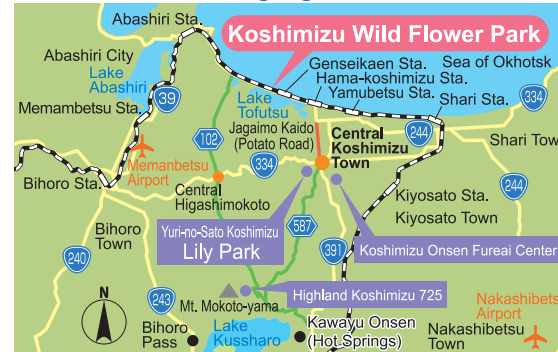 Abashiri Sta.
Koshimizu Wild Flower Park
Abashiri City
Lake
Abashiri
Genseikaen Sta.
Sea of Okhotsk
Hama-koshimizu Sta.
39
Lake
Tofutsu
Yamubetsu Sta.
334
Memambetsu Sta.
Shari Sta.
102
Jagaimo Kaido
(Potato Road)
Central
Koshimizu
Town
244
Shari Tow
Memanbetsu
Airport
334
Bihoro Sta.
Central
Higashimokoto
Kiyosato Sta.
244
Kiyosato Town
Yuri-no-Sato Koshimizu
Lily Park
587
Bihoro
Town
391
Koshimizu Onsen Fureai Center
240
243
Highland Koshimizu 725
N
Mt. Mokoto-yama
Nakashibets
Airport
Bihoro
Pass
Lake
Kussharo
Kawayu Onsen
(Hot Springs)
Nakashibetsu
Town